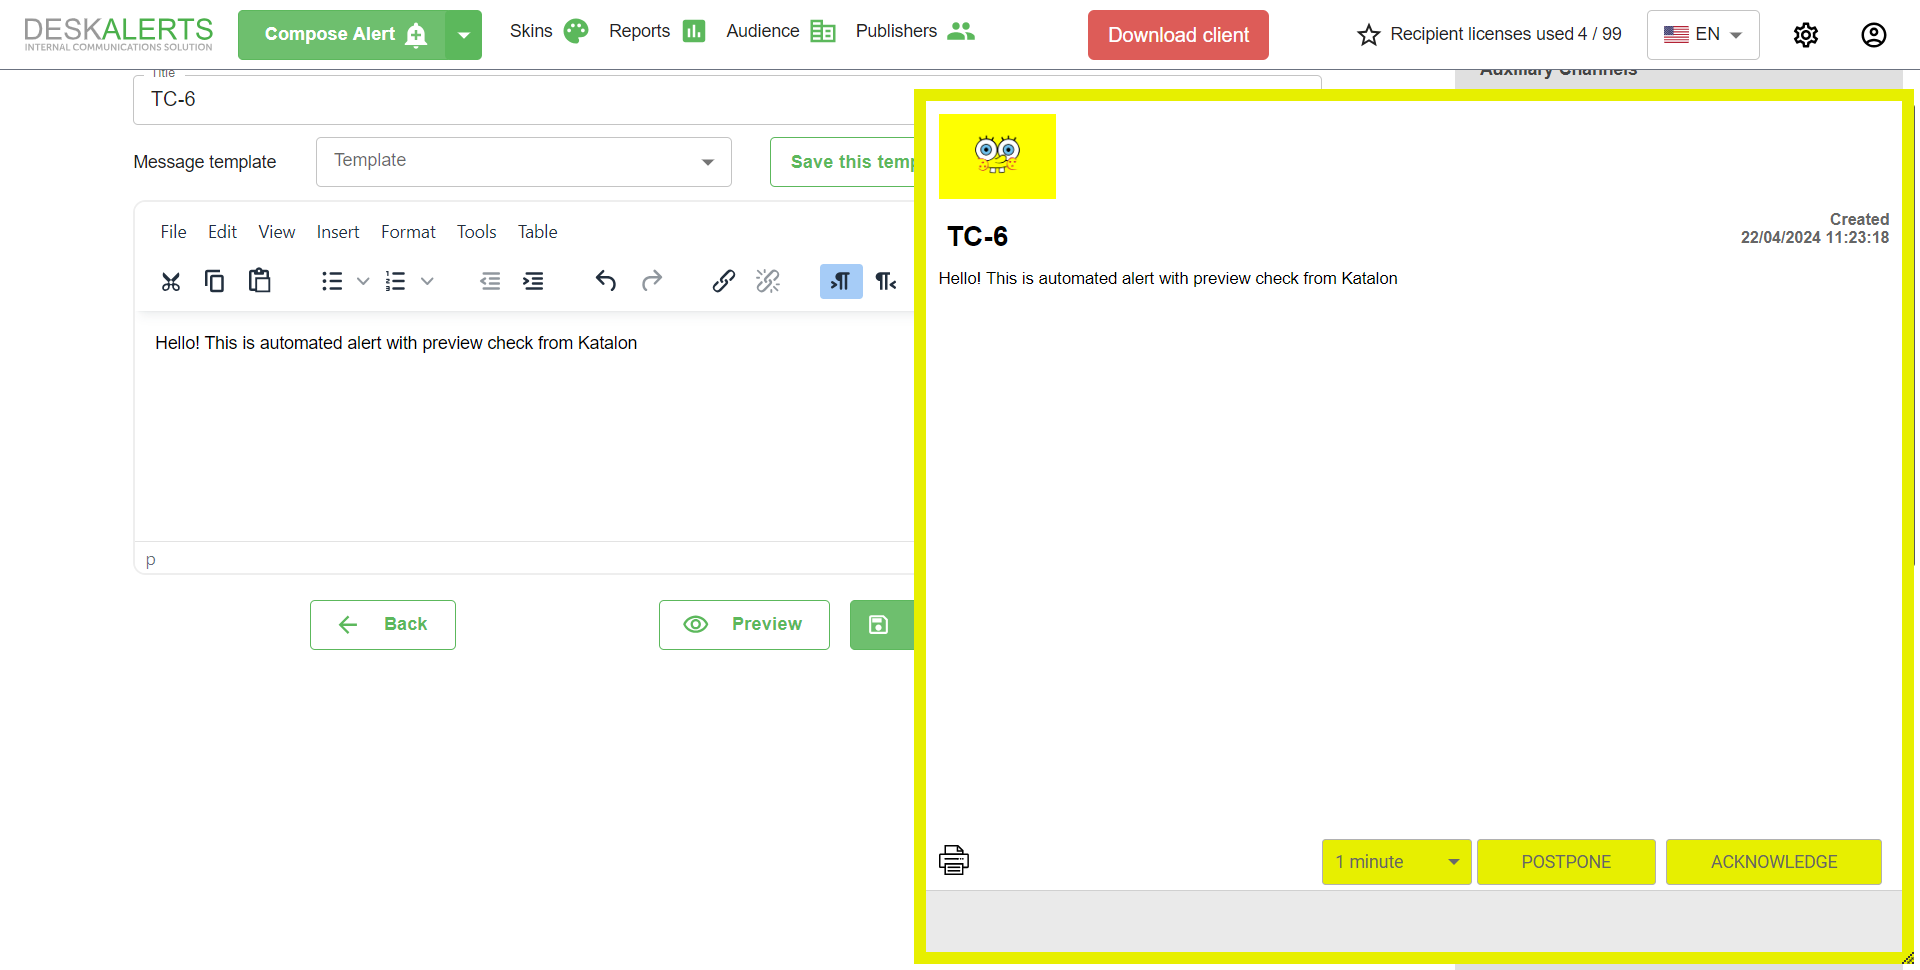 DESKALERTS
INTERNAL COMMUNICATIONS SOLUTION
Compose Alert
Skins
Reports
Audience
Publishers
Download client
Recipient licenses used 4 / 99
EN
Title
TC-6
Auxiliary Channels
Message template
Template
Save this temp
File Edit View Insert Format Tools Table
Hello! This is automated alert with preview check from Katalon
p
Back
Preview
TC-6
Created
22/04/2024 11:23:18
Hello! This is automated alert with preview check from Katalon
1 minute
POSTPONE
ACKNOWLEDGE